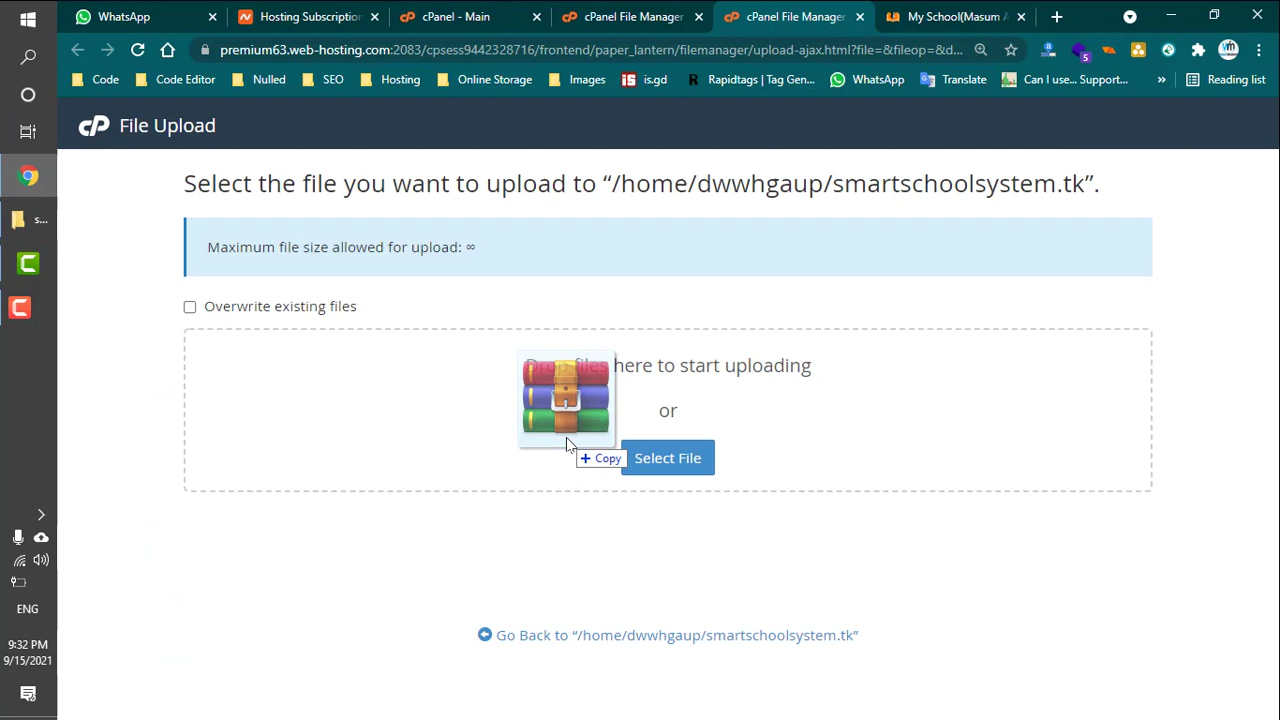 WhatsApp
Hosting Subscription
cPanel - Main
cPanel File Manager
cPanel File Manager
My School(Masum A
premium63.web-hosting.com:2083/cpsess9442328716/frontend/paper_lantern/filemanager/upload-ajax.html?file=&fileop=&d...
5
Code
Code Editor
Nulled
SEO
Hosting
Online Storage
Images
is.gd
Rapidtags | Tag Gen...
WhatsApp
Translate
Can I use... Support...
»
Reading list
cP File Upload
Select the file you want to upload to “/home/dwwhgaup/smartschoolsystem.tk”.
s...
Maximum file size allowed for upload: ∞
Overwrite existing files
Drop files here to start uploading
or
+ Copy
Select File
Go Back to “/home/dwwhgaup/smartschoolsystem.tk”
ENG
9:32 PM
9/15/2021